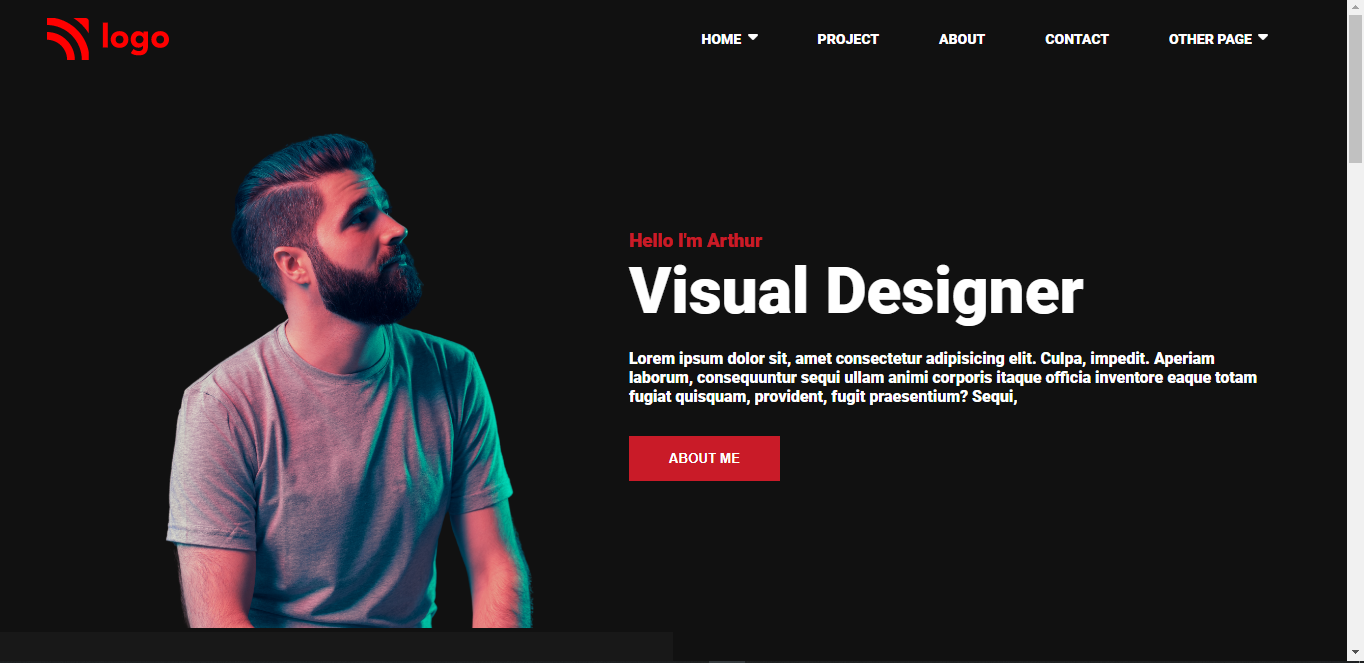 logo
HOME
PROJECT
ABOUT
CONTACT
OTHER PAGE
Hello I'm Arthur
Visual Designer
Lorem ipsum dolor sit, amet consectetur adipisicing elit. Culpa, impedit. Aperiam
laborum, consequuntur sequi ullam animi corporis itaque officia inventore eaque totam
fugiat quisquam, provident, fugit praesentium? Sequi,
ABOUT ME